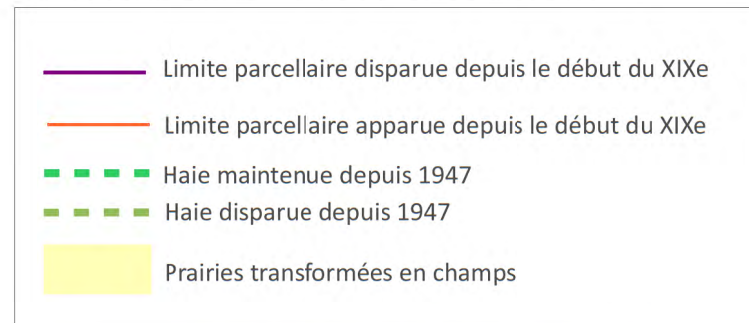 Limite parcellaire disparue depuis le début du XIXe
Limite parcellaire apparue depuis le début du XIXe
Haie maintenue depuis 1947
Haie disparue depuis 1947
Prairies transformées en champs